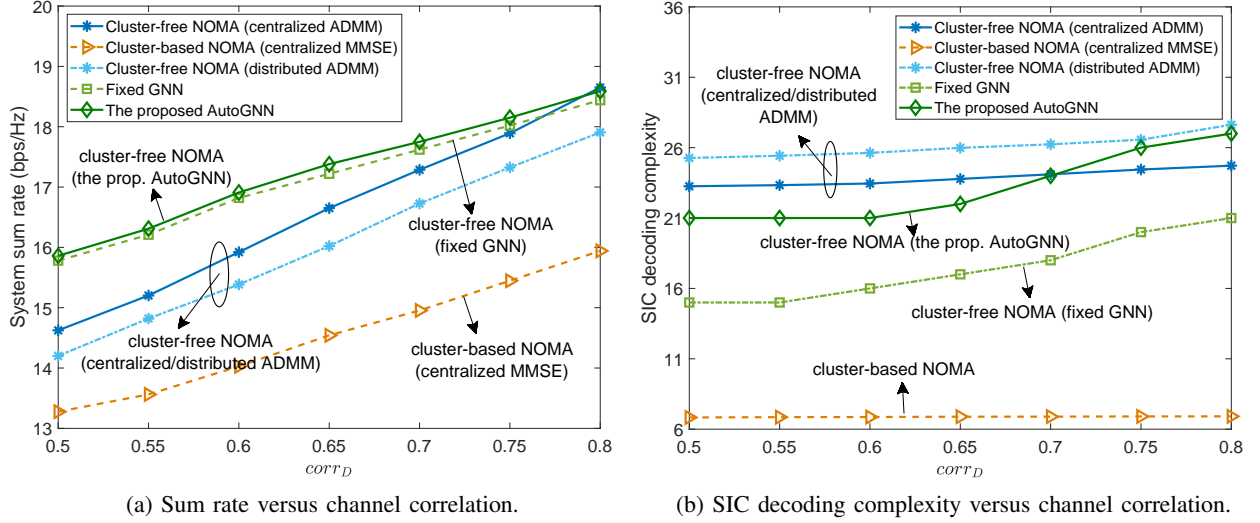 Cluster-free NOMA (centralized ADMM)
Cluster-based NOMA (centralized MMSE)
Cluster-free NOMA (distributed ADMM)
Fixed GNN
The proposed AutoGNN
System sum rate (bps/Hz)
20
19
18
17
16
15
14
13
cluster-free NOMA
(the prop. AutoGNN)
cluster-free NOMA
(fixed GNN)
cluster-free NOMA
(centralized/distributed ADMM)
cluster-based NOMA
(centralized MMSE)
0.5 0.55 0.6 0.65 0.7 0.75 0.8
corr_D
(a) Sum rate versus channel correlation.
Cluster-free NOMA (centralized ADMM)
Cluster-based NOMA (centralized MMSE)
Cluster-free NOMA (distributed ADMM)
Fixed GNN
The proposed AutoGNN
SIC decoding complexity
36
31
26
21
16
11
6
cluster-free NOMA
(centralized/distributed
ADMM)
cluster-free NOMA (the prop. AutoGNN)
cluster-free NOMA (fixed GNN)
cluster-based NOMA
0.5 0.55 0.6 0.65 0.7 0.75 0.8
corr_D
(b) SIC decoding complexity versus channel correlation.